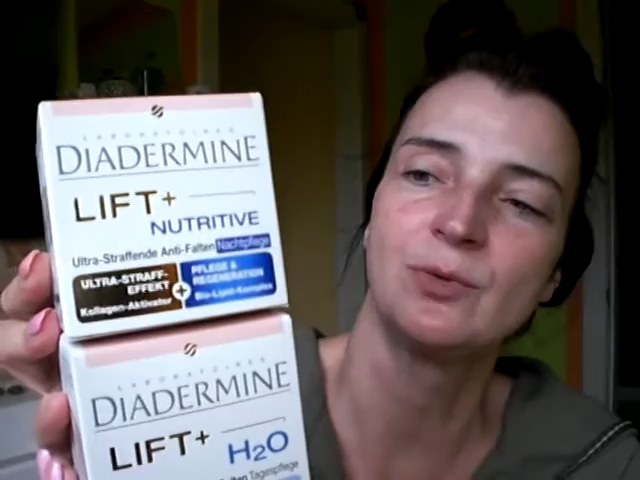 LABORATOIRES
DIADERMINE
LIFT+
NUTRITIVE
Ultra-Straffende Anti-Falten Nachtpflege
ULTRA-STRAFF-
EFFEKT
Kollagen-Aktivator
+
PFLEGE &
REGENERATION
Bio-Lipid-Komplex
LABORATOIRES
DIADERMINE
LIFT+
H2O
Tagespflege